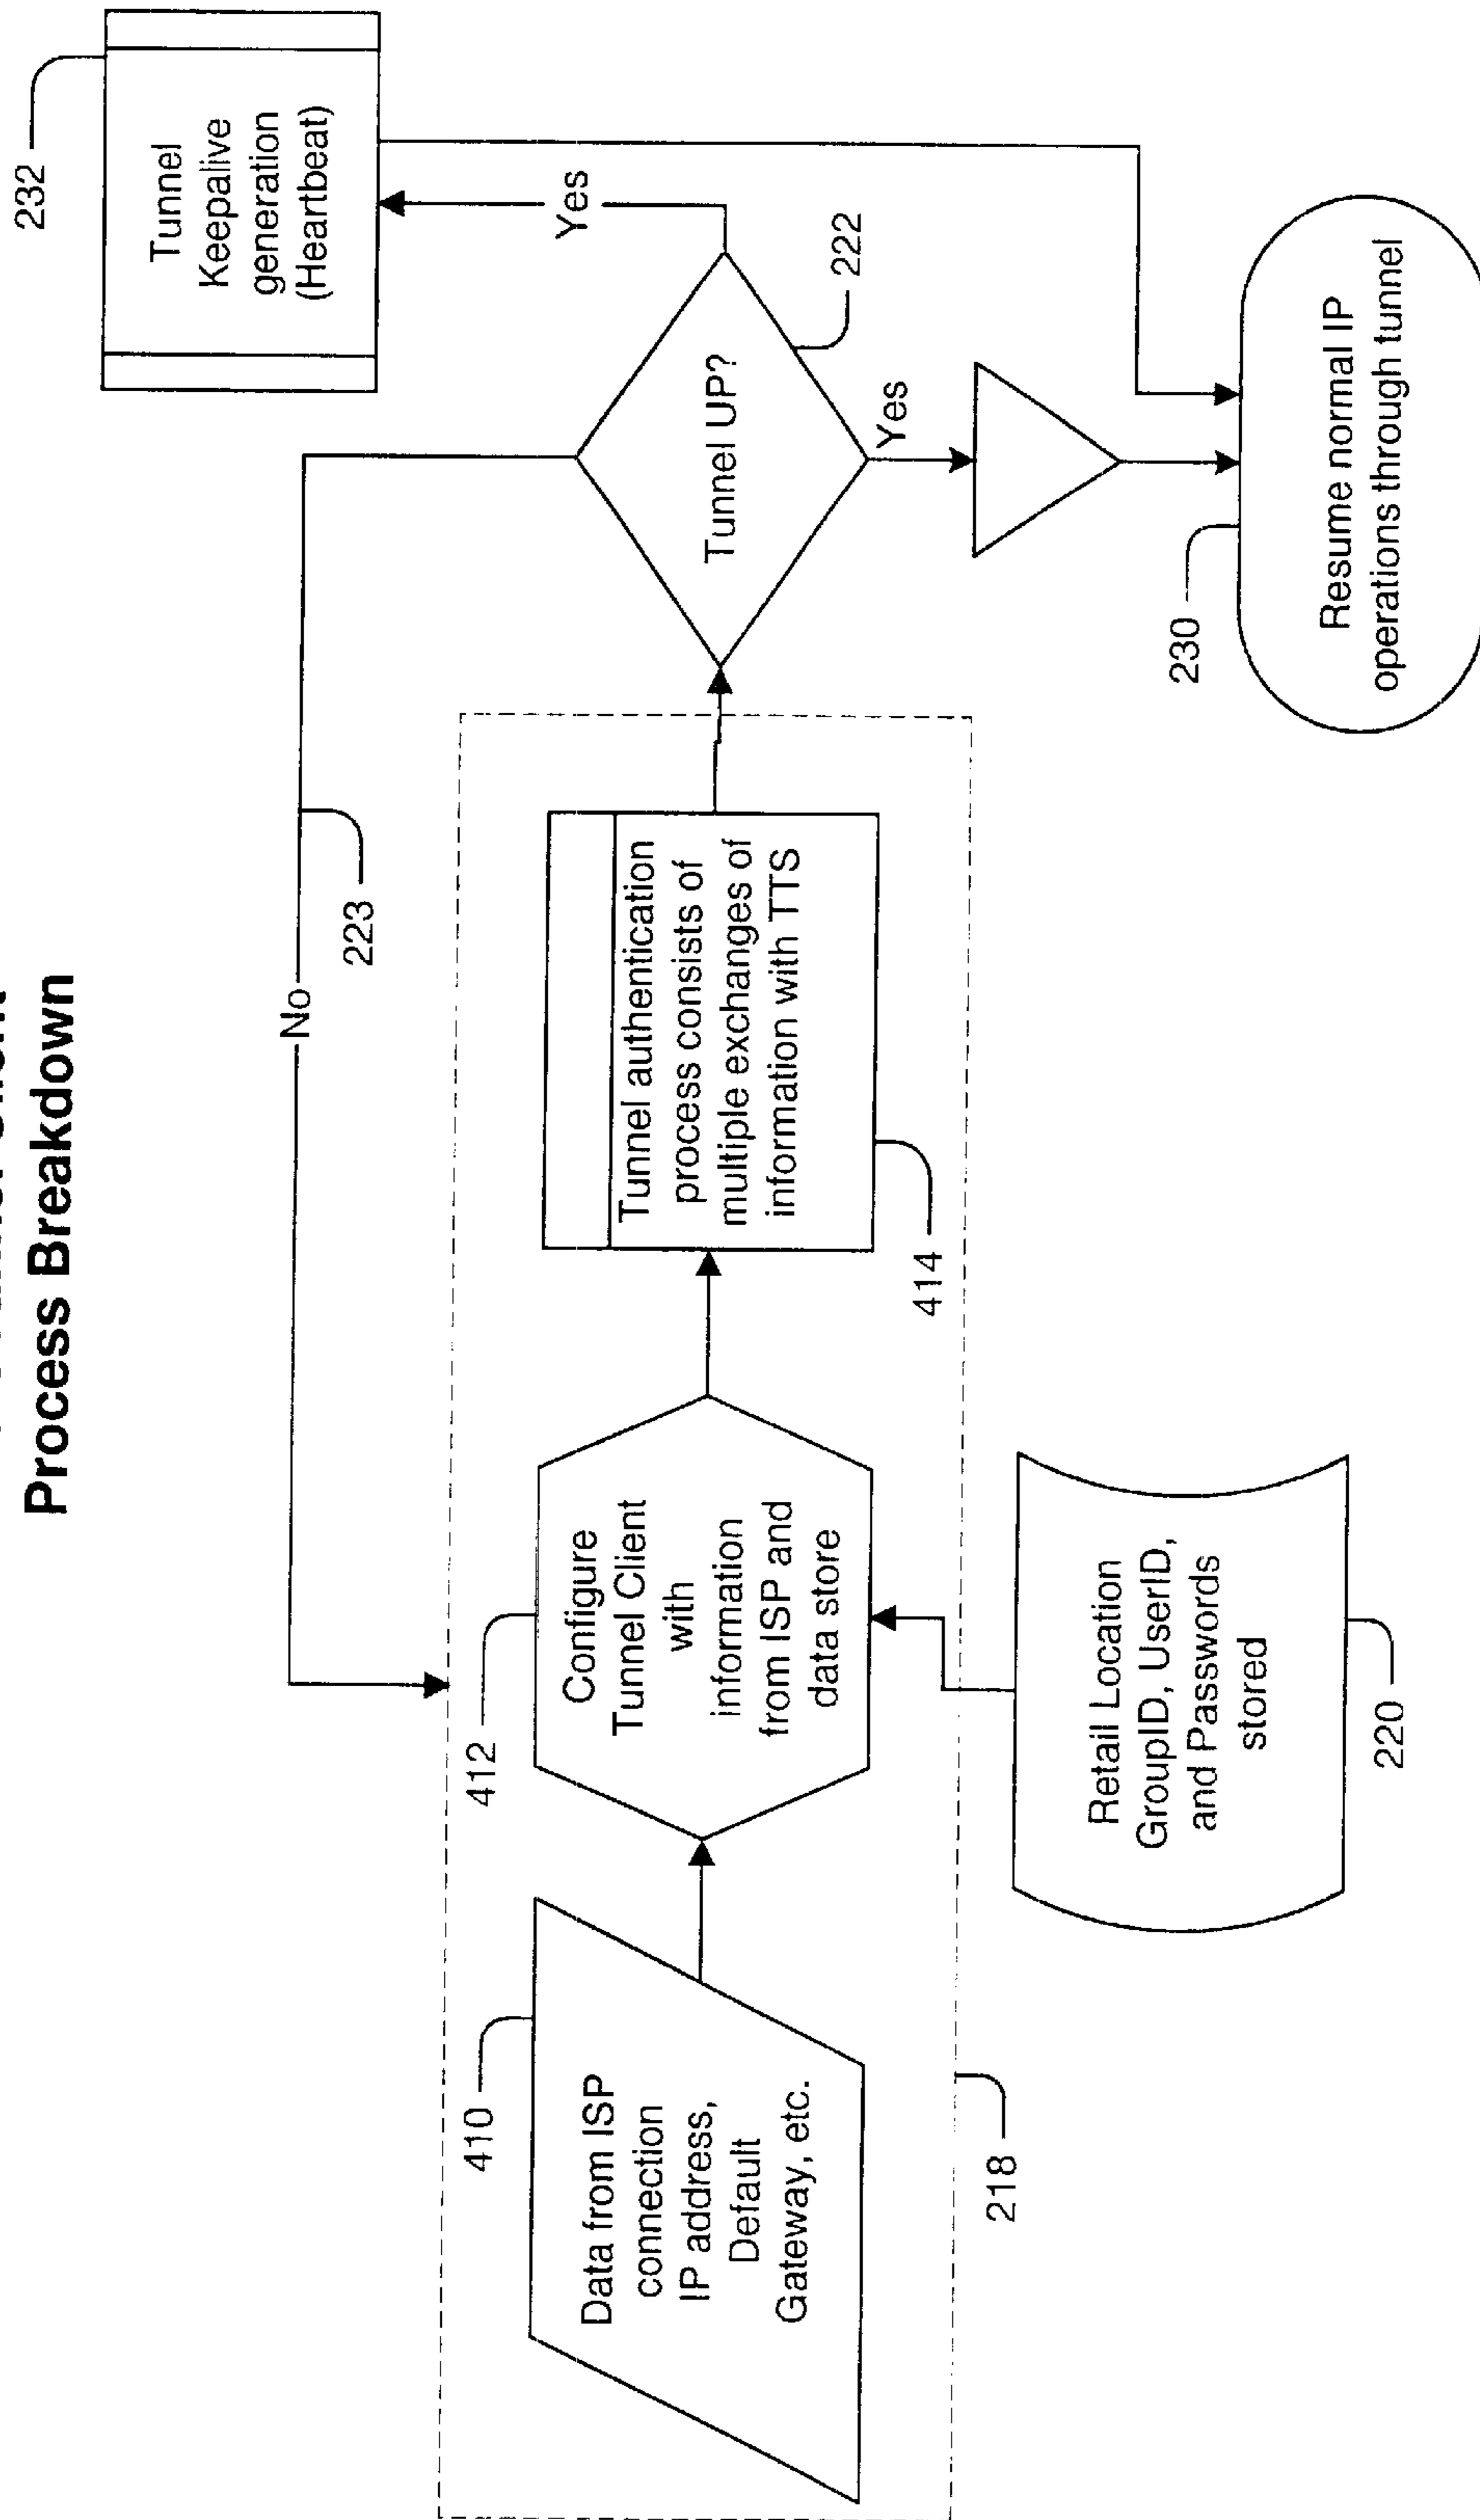 Process Breakdown
232
Tunnel
Keepalive
generation
(Heartbeat)
No
223
Yes
Tunnel UP?
222
Yes
410
Data from ISP
connection
IP address,
Default
Gateway, etc.
412
Configure
Tunnel Client
with
information
from ISP and
data store
Tunnel authentication
process consists of
multiple exchanges of
information with TTS
414
218
Retail Location
GroupID, UserID,
and Passwords
stored
220
230
Resume normal IP
operations through tunnel